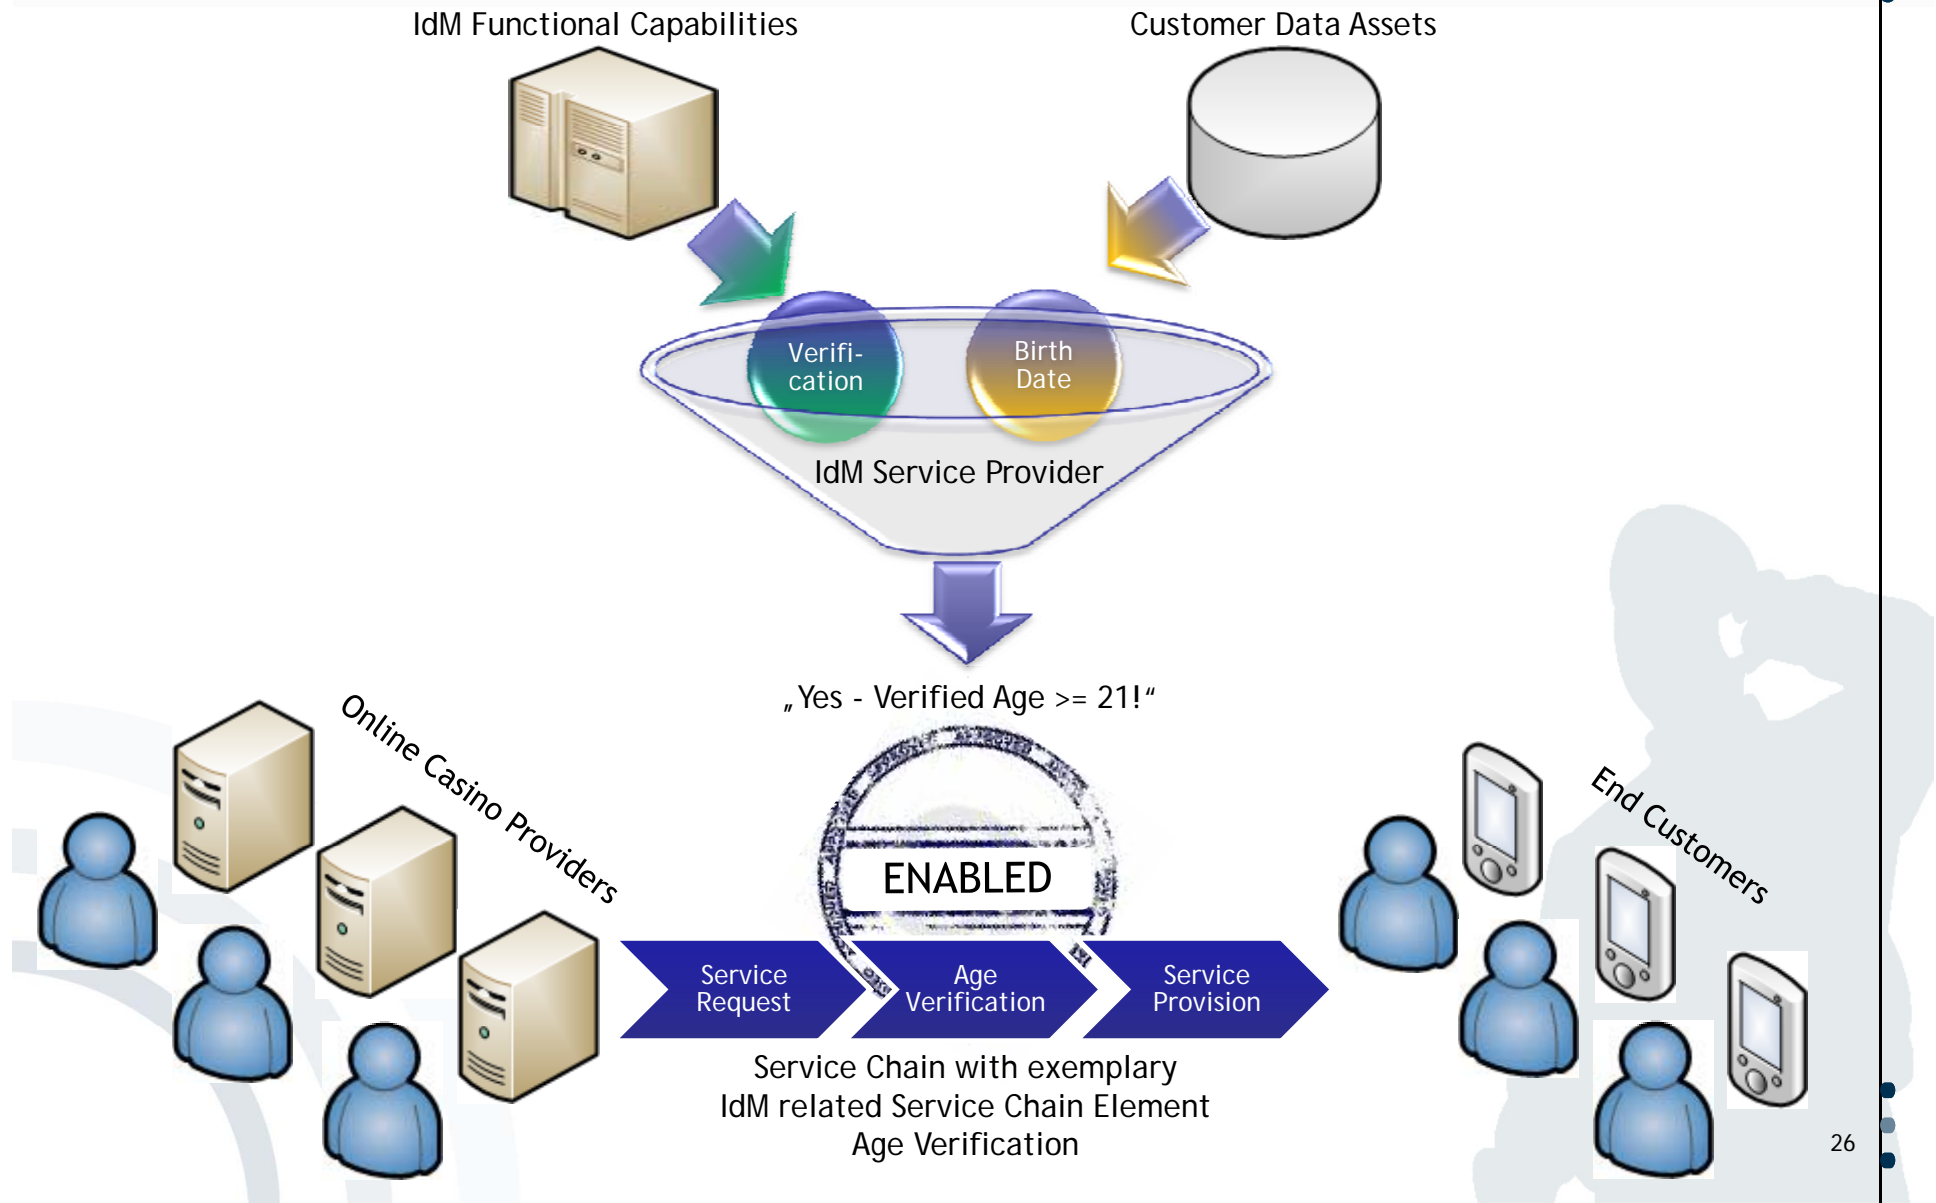 IdM Functional Capabilities
Customer Data Assets
Verifi-
cation
Birth
Date
IdM Service Provider
„Yes - Verified Age >= 21!“
Online Casino Providers
End Customers
ENABLED
Service
Request
Age
Verification
Service
Provision
Service Chain with exemplary
IdM related Service Chain Element
Age Verification
26